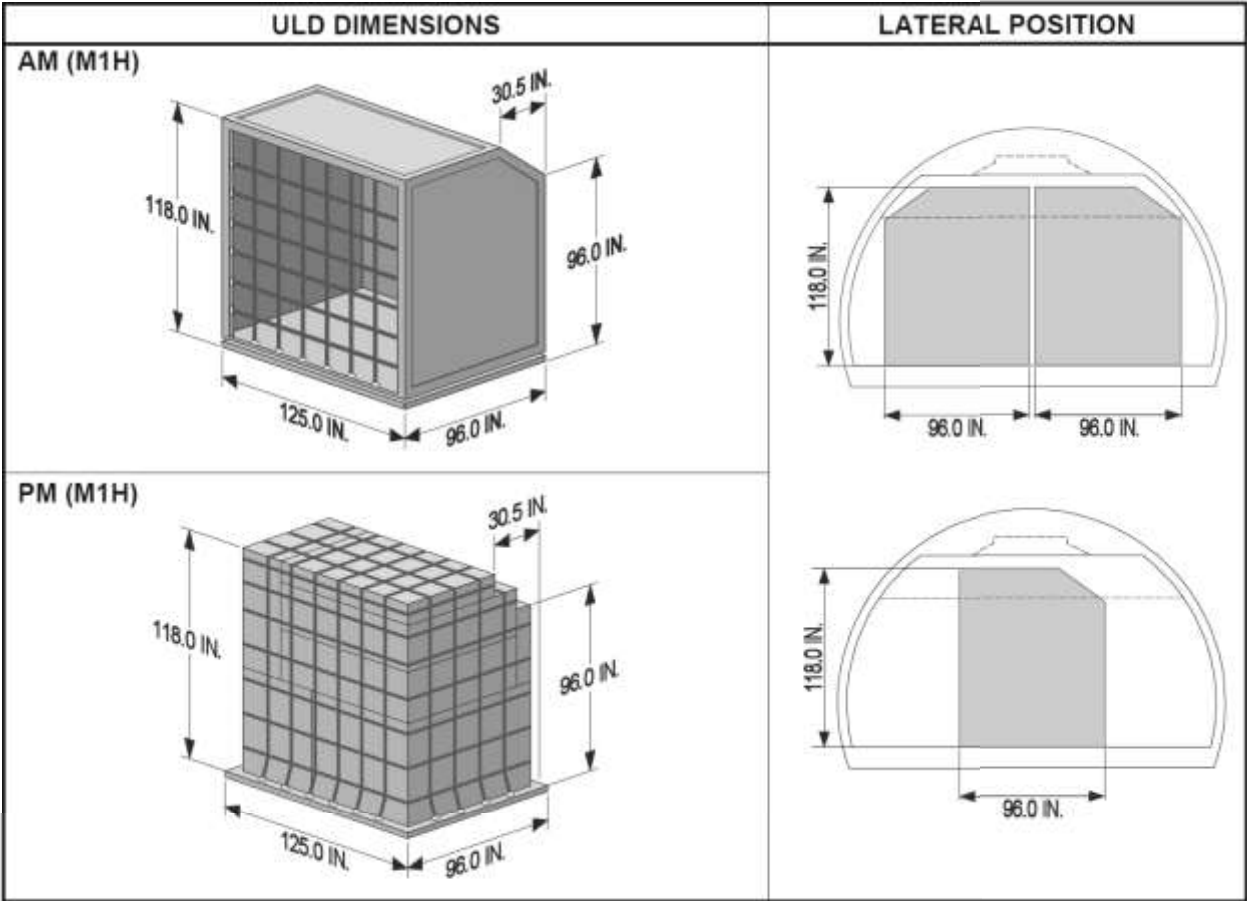 ULD DIMENSIONS
LATERAL POSITION
AM (M1H)
30.5 IN.
118.0 IN.
96.0 IN.
125.0 IN.
96.0 IN.
118.0 IN.
96.0 IN.
96.0 IN.
PM (M1H)
30.5 IN.
118.0 IN.
96.0 IN.
125.0 IN.
96.0 IN.
118.0 IN.
96.0 IN.